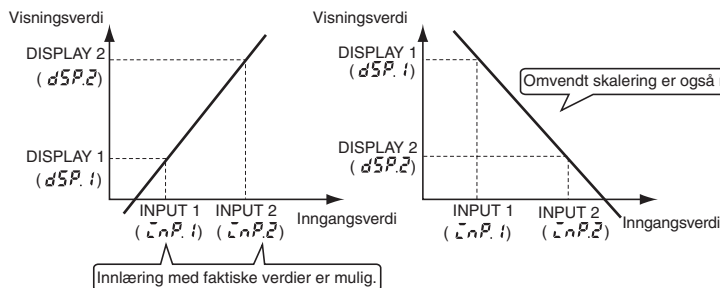 Visningsverdi
DISPLAY 2
(dSP.2)
DISPLAY 1
(dSP.1)
INPUT 1
(inP.1)
INPUT 2
(inP.2)
Inngangsverdi
Innlæring med faktiske verdier er mulig.
Visningsverdi
DISPLAY 1
(dSP.1)
DISPLAY 2
(dSP.2)
Omvendt skalering er også
INPUT 1
(inP.1)
INPUT 2
(inP.2)
Inngangsverdi